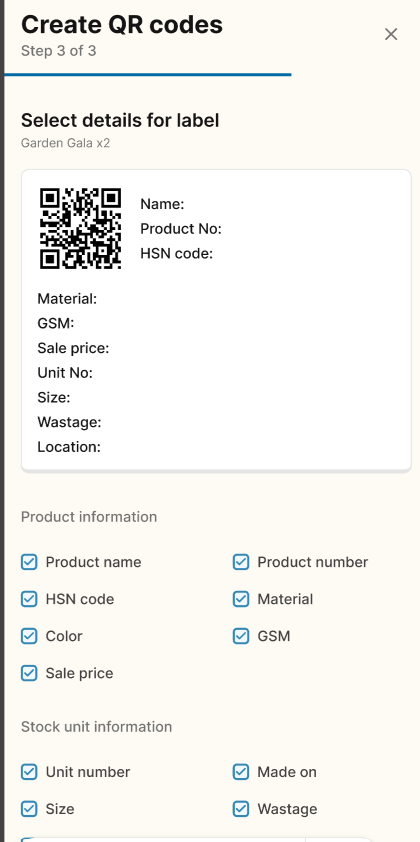 Create QR codes
Step 3 of 3
Select details for label
Garden Gala x2
Name:
Product No:
HSN code:
Material:
GSM:
Sale price:
Unit No:
Size:
Wastage:
Location:
Product information
Product name
Product number
HSN code
Material
Color
GSM
Sale price
Stock unit information
Unit number
Made on
Size
Wastage